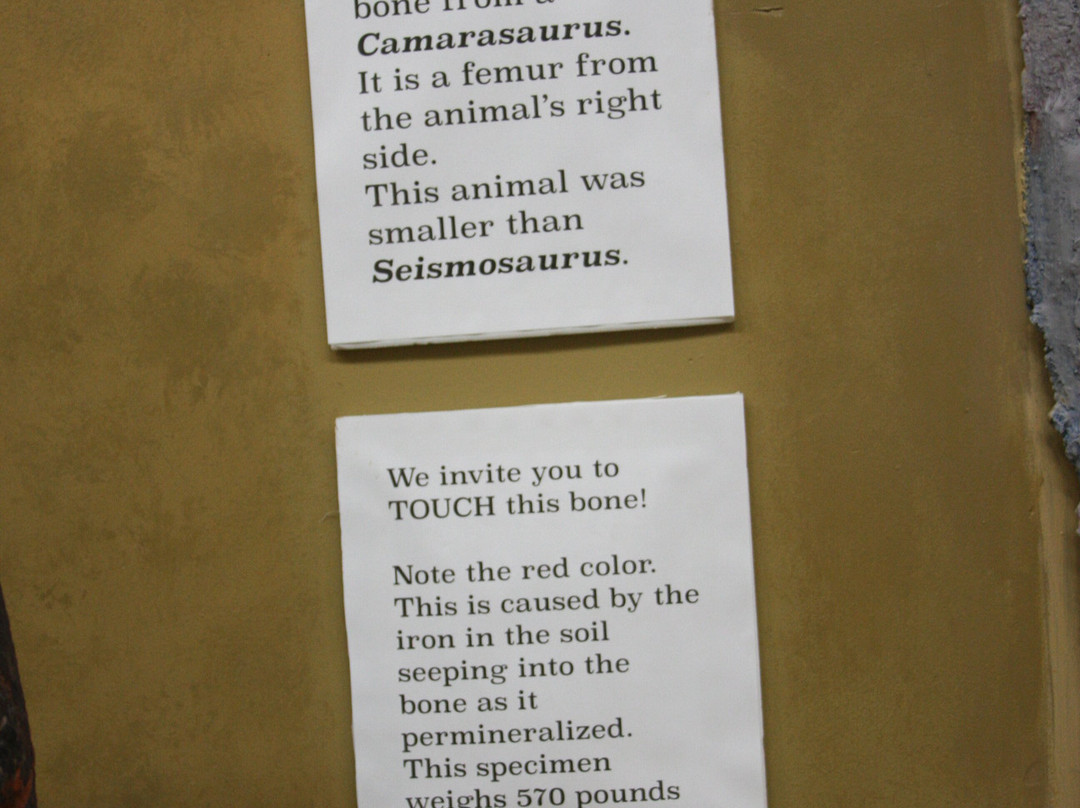 bone from a
Camarasaurus.
It is a femur from
the animal's right
side.
This animal was
smaller than
Seismosaurus.
We invite you to
TOUCH this bone!
Note the red color.
This is caused by the
iron in the soil
seeping into the
bone as it
permineralized.
This specimen
weighs 570 pounds